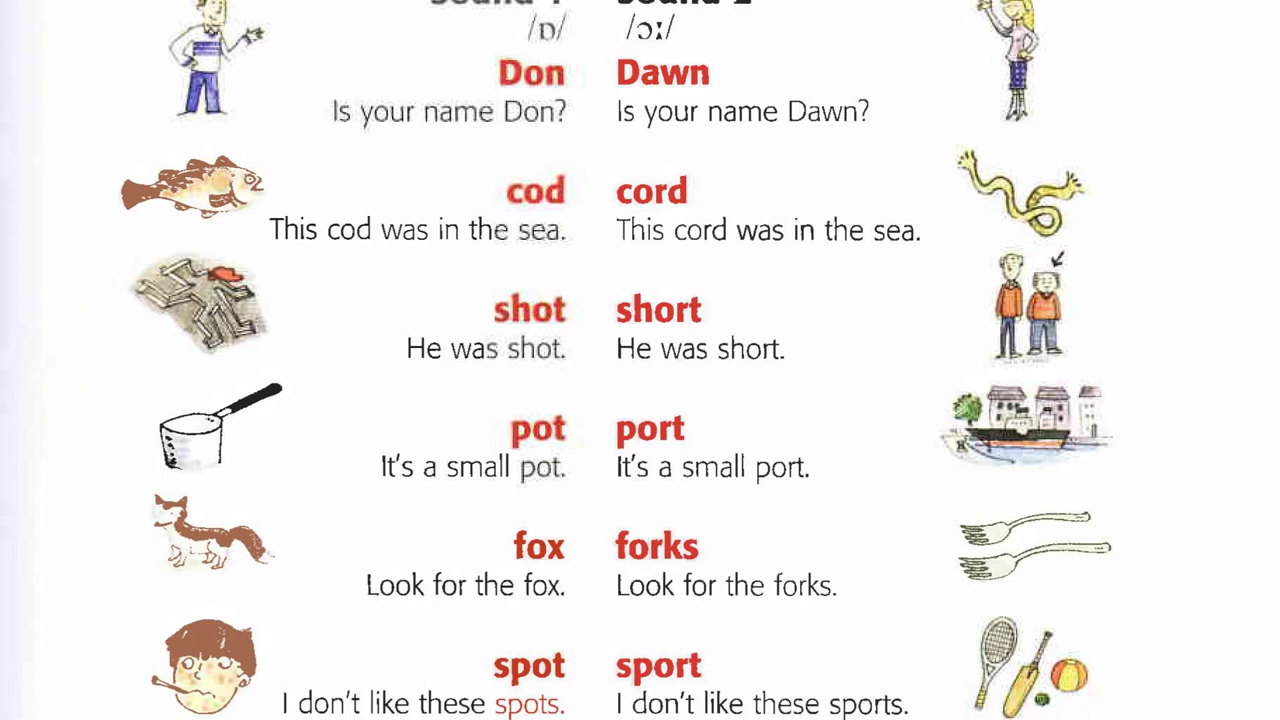 /ɒ/ /ɔː/
Don Dawn
Is your name Don? Is your name Dawn?
cod cord
This cod was in the sea. This cord was in the sea.
shot short
He was shot. He was short.
pot port
It's a small pot. It's a small port.
fox forks
Look for the fox. Look for the forks.
spot sport
I don't like these spots. I don't like these sports.